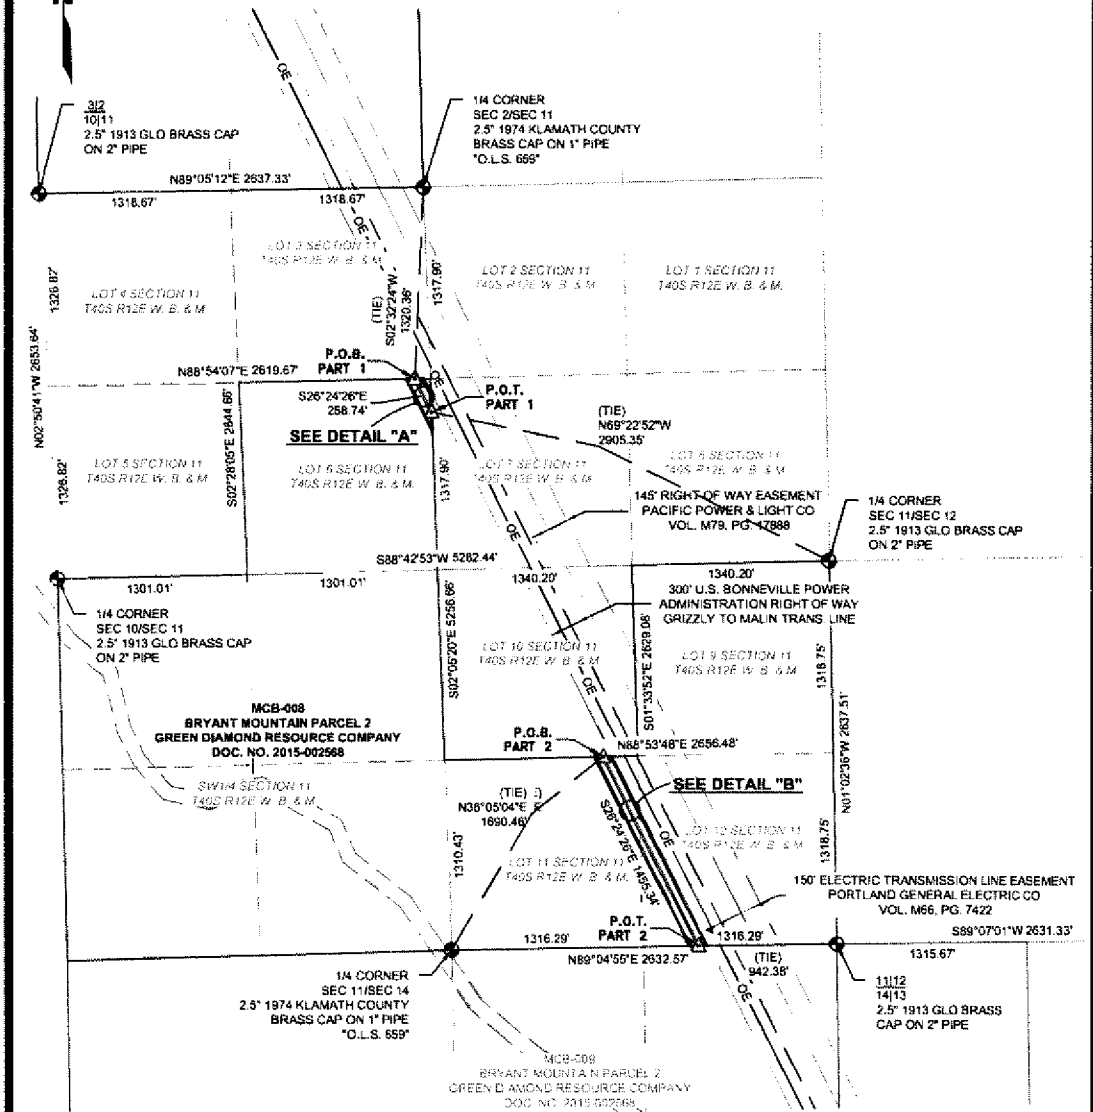 OE
3|2
10|11
2.5" 1913 GLO BRASS CAP
ON 2" PIPE
1/4 CORNER
SEC 2/SEC 11
2.5" 1974 KLAMATH COUNTY
BRASS CAP ON 1" PIPE
"O.L.S. 659"
N89°05'12"E 2637.33'
1318.67'
1318.67'
OE
LOT 3 SECTION 11
T40S R12E W. B. & M.
LOT 4 SECTION 11
T40S R12E W. B. & M.
LOT 2 SECTION 11
T40S R12E W. B. & M.
LOT 1 SECTION 11
T40S R12E W. B. & M.
1326.82'
N02°50'41"W 2653.64'
1326.82'
(TIE)
S02°32'24"W
1320.36'
1317.90'
P.O.B.
PART 1
N88°54'07"E 2619.67'
OE
S26°24'26"E
258.74'
P.O.T.
PART 1
SEE DETAIL "A"
(TIE)
N69°22'52"W
2905.35'
S02°28'05"E 2644.66'
1317.90'
LOT 5 SECTION 11
T40S R12E W. B. & M.
LOT 6 SECTION 11
T40S R12E W. B. & M.
LOT 7 SECTION 11
T40S R12E W. B. & M.
LOT 8 SECTION 11
T40S R12E W. B. & M.
145' RIGHT OF WAY EASEMENT
PACIFIC POWER & LIGHT CO
VOL. M79, PG. 17888
1/4 CORNER
SEC 11/SEC 12
2.5" 1913 GLO BRASS CAP
ON 2" PIPE
OE
S88°42'53"W 5282.44'
1301.01'
1301.01'
1340.20'
1340.20'
1/4 CORNER
SEC 10/SEC 11
2.5" 1913 GLO BRASS CAP
ON 2" PIPE
300' U.S. BONNEVILLE POWER
ADMINISTRATION RIGHT OF WAY
GRIZZLY TO MALIN TRANS. LINE
S02°05'20"E 5256.66'
LOT 10 SECTION 11
T40S R12E W. B. & M.
S01°33'52"E 2629.08'
LOT 9 SECTION 11
T40S R12E W. B. & M.
1318.75'
N01°02'36"W 2637.51'
OE
MCB-008
BRYANT MOUNTAIN PARCEL 2
GREEN DIAMOND RESOURCE COMPANY
DOC. NO. 2015-002568
P.O.B.
PART 2
N88°53'48"E 2656.48'
SW1/4 SECTION 11
T40S R12E W. B. & M.
SEE DETAIL "B"
(TIE)
N36°05'04"E
1690.46'
S26°24'26"E 1455.34'
OE
LOT 12 SECTION 11
T40S R12E W. B. & M.
1318.75'
1310.43'
LOT 11 SECTION 11
T40S R12E W. B. & M.
150' ELECTRIC TRANSMISSION LINE EASEMENT
PORTLAND GENERAL ELECTRIC CO
VOL. M66, PG. 7422
P.O.T.
PART 2
1316.29'
1316.29'
S89°07'01"W 2631.33'
N89°04'55"E 2632.57'
(TIE)
942.38'
1315.67'
1/4 CORNER
SEC 11/SEC 14
2.5" 1974 KLAMATH COUNTY
BRASS CAP ON 1" PIPE
"O.L.S. 659"
OE
11|12
14|13
2.5" 1913 GLO BRASS
CAP ON 2" PIPE
MCB-009
BRYANT MOUNTAIN PARCEL 2
GREEN DIAMOND RESOURCE COMPANY
DOC. NO. 2015-002568